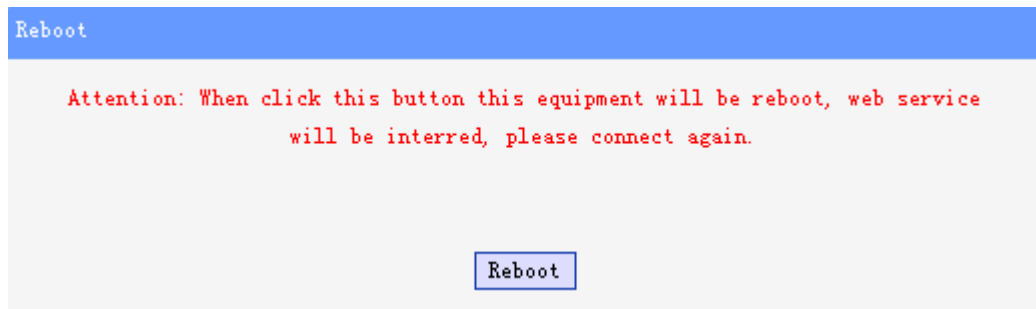 Reboot
Attention: When click this button this equipment will be reboot, web service
will be interred, please connect again.
Reboot